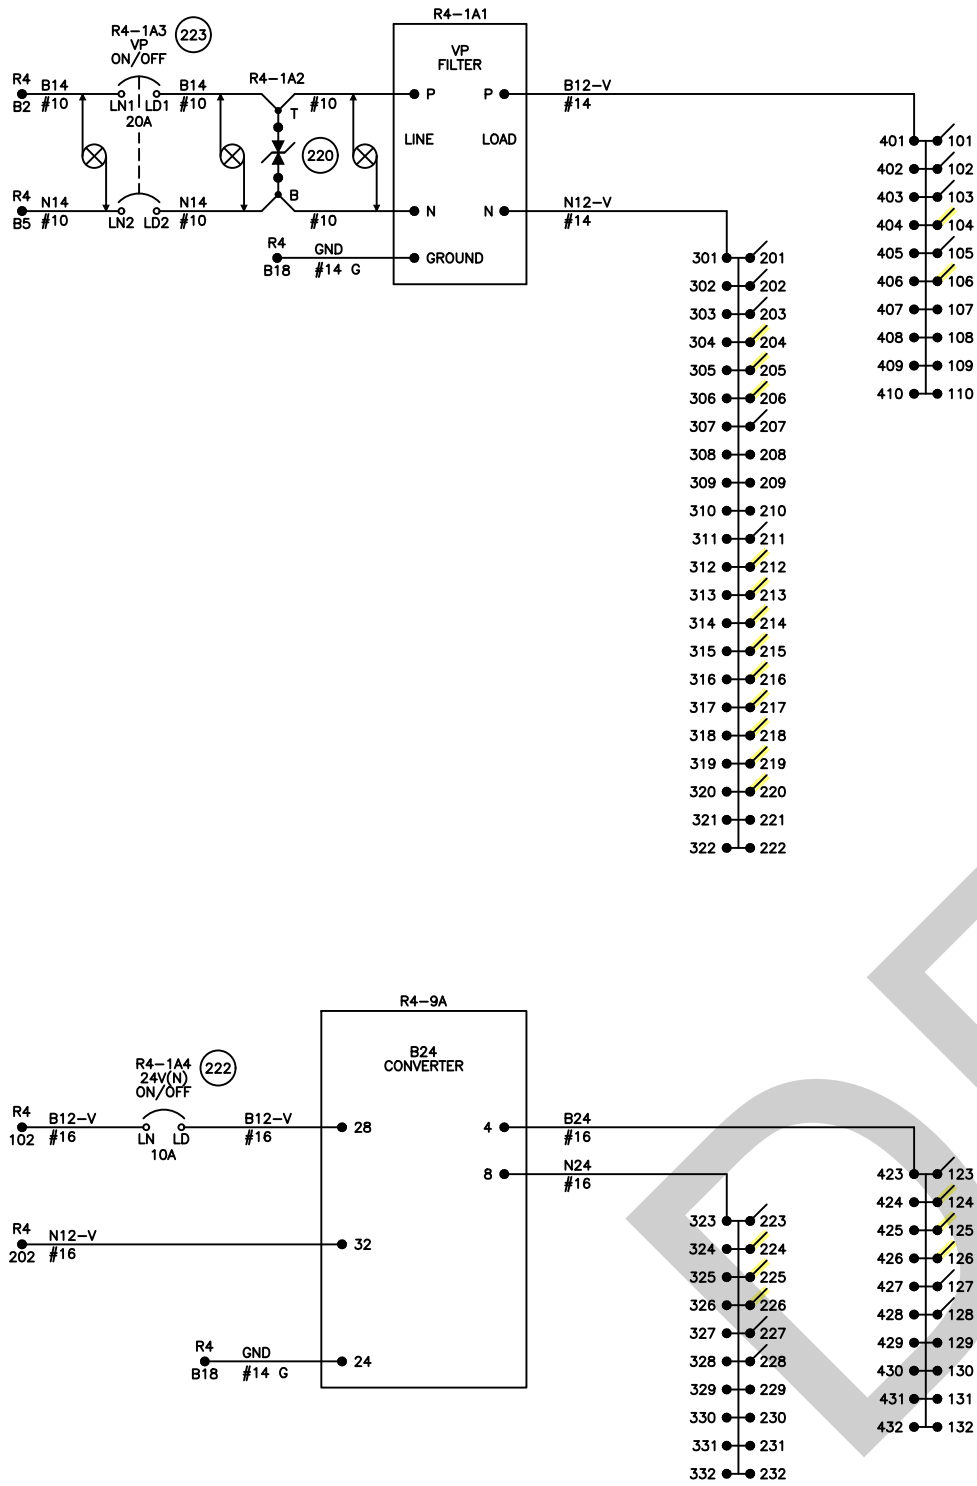 R4-1A1
R4-1A3
VP
ON/OFF
223
VP
FILTER
R4 B14 B14 R4-1A2
B2 #10 LN1 LD1 #10 #10 P P B12-V
20A T #14
LINE LOAD
220
401 101
402 102
403 103
404 104
405 105
406 106
407 107
408 108
409 109
410 110
R4 N14 N14 B
B5 #10 LN2 LD2 #10 #10 N N N12-V
#14
R4 GND
B18 #14 G GROUND
301 201
302 202
303 203
304 204
305 205
306 206
307 207
308 208
309 209
310 210
311 211
312 212
313 213
314 214
315 215
316 216
317 217
318 218
319 219
320 220
321 221
322 222
R4-9A
B24
CONVERTER
R4-1A4
24V(N)
ON/OFF
222
R4 B12-V B12-V 28 4 B24
102 #16 LN LD #16 #16
10A
8 N24
#16
R4 N12-V 32
202 #16
R4 GND 24
B18 #14 G
423 123
424 124
425 125
426 126
427 127
428 128
429 129
430 130
431 131
432 132
323 223
324 224
325 225
326 226
327 227
328 228
329 229
330 230
331 231
332 232